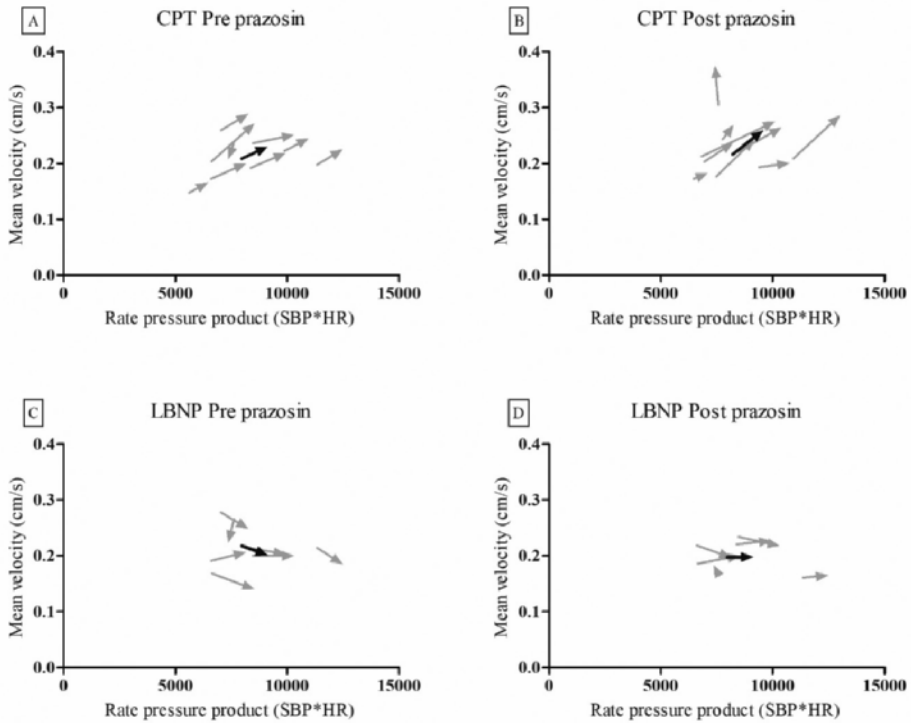 A CPT Pre prazosin
Mean velocity (cm/s)
0.4
0.3
0.2
0.1
0.0
0 5000 10000 15000
Rate pressure product (SBP*HR)
B CPT Post prazosin
Mean velocity (cm/s)
0.4
0.3
0.2
0.1
0.0
0 5000 10000 15000
Rate pressure product (SBP*HR)
C LBNP Pre prazosin
Mean velocity (cm/s)
0.4
0.3
0.2
0.1
0.0
0 5000 10000 15000
Rate pressure product (SBP*HR)
D LBNP Post prazosin
Mean velocity (cm/s)
0.4
0.3
0.2
0.1
0.0
0 5000 10000 15000
Rate pressure product (SBP*HR)